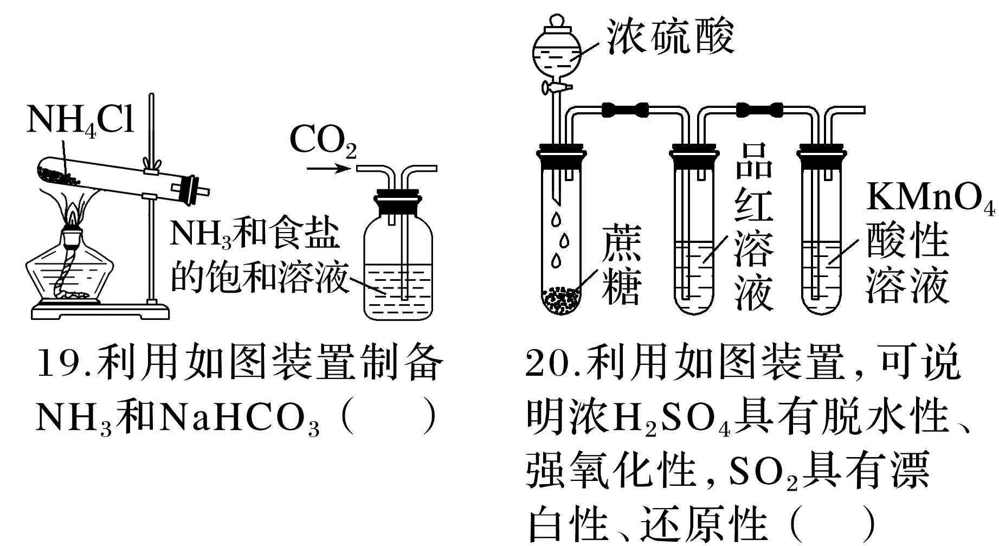 NH₄Cl
CO₂
NH₃和食盐
的饱和溶液
19.利用如图装置制备
NH₃和NaHCO₃（　　）
浓硫酸
蔗糖
品红溶液
KMnO₄
酸性
溶液
20.利用如图装置,可说
明浓H₂SO₄具有脱水性、
强氧化性,SO₂具有漂
白性、还原性（　　）